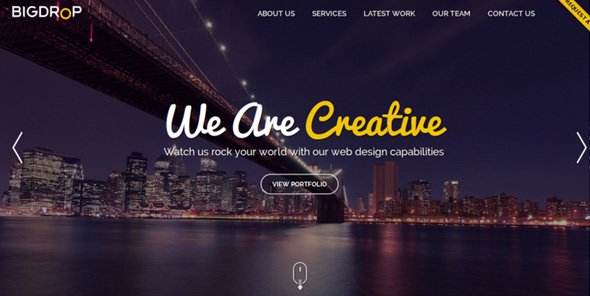 BIGDROP
ABOUT US SERVICES LATEST WORK OUR TEAM CONTACT US
REQUEST A
We Are Creative
Watch us rock your world with our web design capabilities
VIEW PORTFOLIO